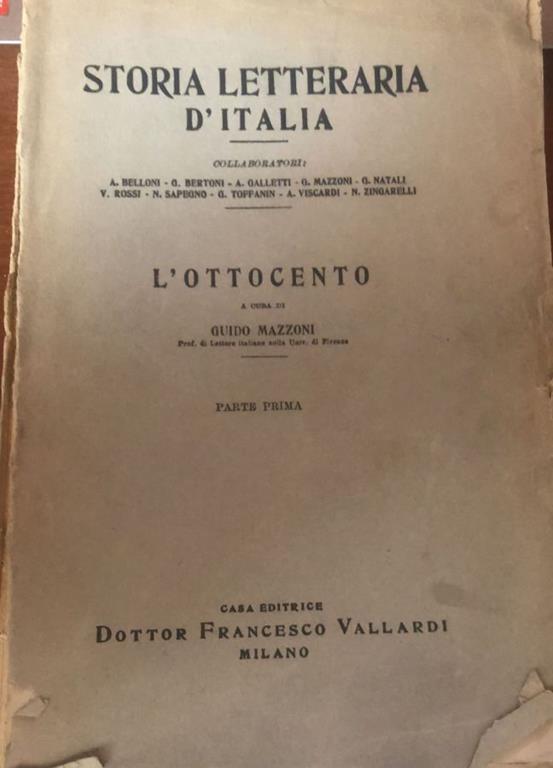 STORIA LETTERARIA
D'ITALIA
COLLABORATORI:
A. BELLONI - G. BERTONI - A. GALLETTI - G. MAZZONI - G. NATALI
V. ROSSI - N. SAPEGNO - G. TOFFANIN - A. VISCARDI - N. ZINGARELLI
L'OTTOCENTO
A CURA DI
GUIDO MAZZONI
Prof. di Lettere italiane nella Univ. di Firenze
PARTE PRIMA
CASA EDITRICE
DOTTOR FRANCESCO VALLARDI
MILANO